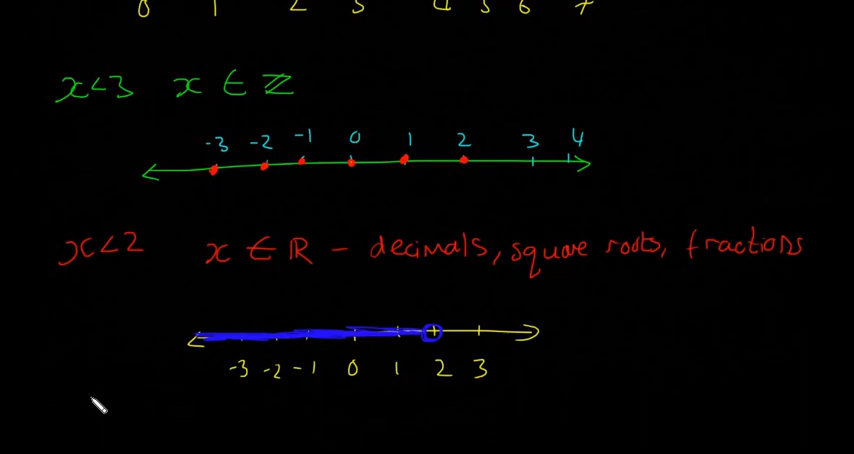 0 1 2 3 4 5 6 7
x<3 x ∈ ℤ
-3 -2 -1 0 1 2 3 4
x<2 x ∈ ℝ – decimals, square roots, fractions
-3 -2 -1 0 1 2 3